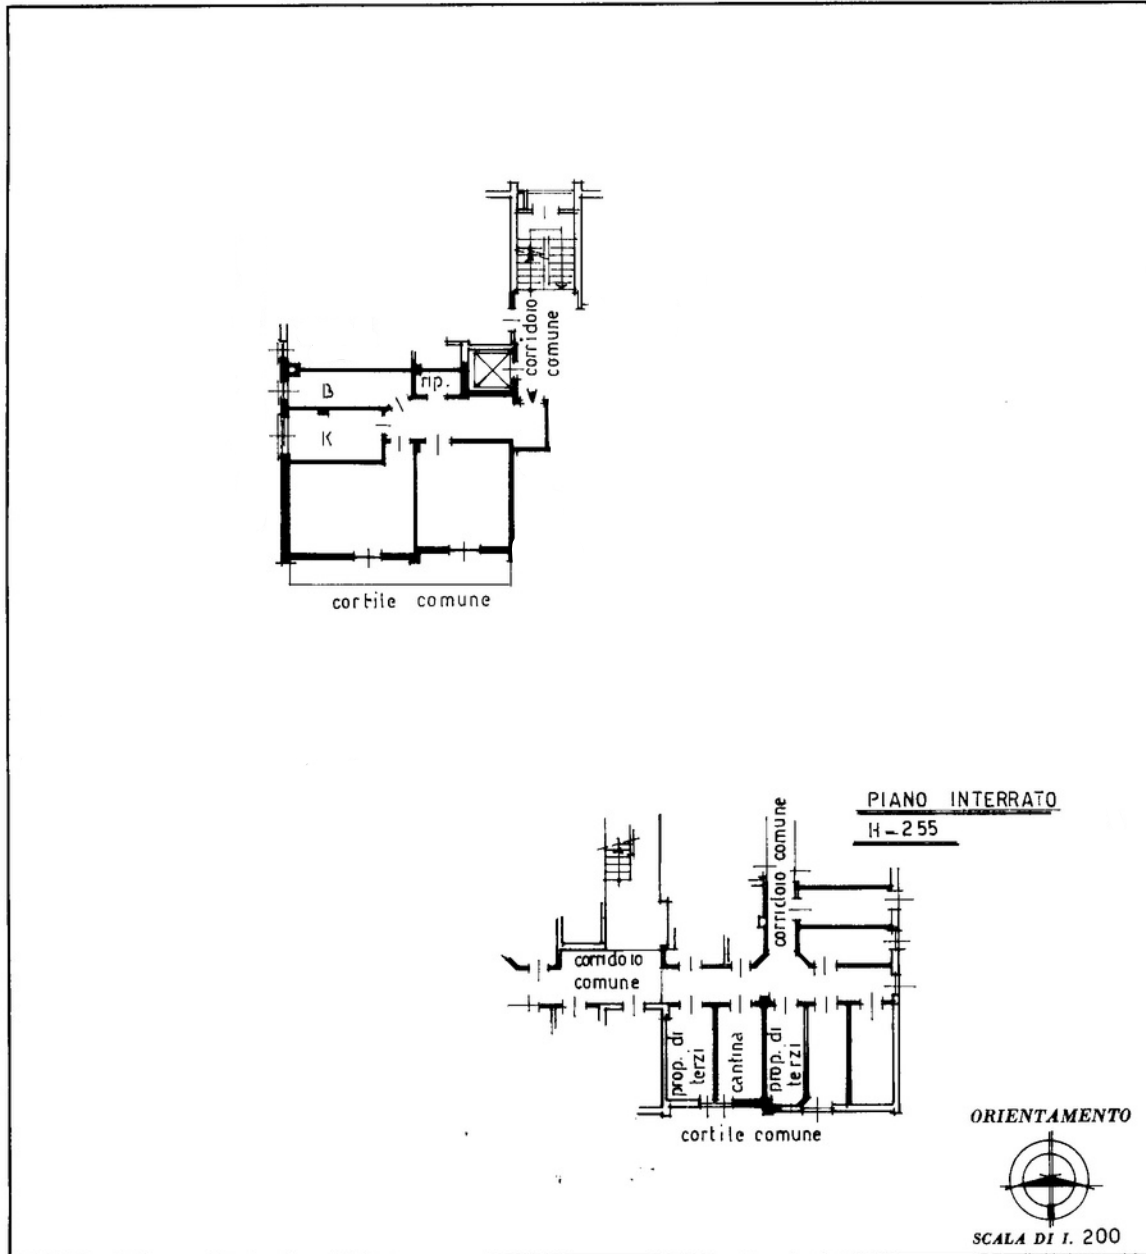 corridoio
comune
rip.
B
K
cortile comune
PIANO INTERRATO
H=255
corridoio comune
corridoio
comune
prop. di
terzi
cantina
prop. di
terzi
cortile comune
ORIENTAMENTO
SCALA DI 1. 200